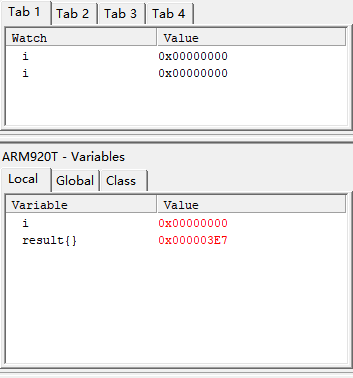 Tab 1 Tab 2 Tab 3 Tab 4
Watch Value
i 0x00000000
i 0x00000000
ARM920T - Variables
Local Global Class
Variable Value
i 0x00000000
result{} 0x000003E7